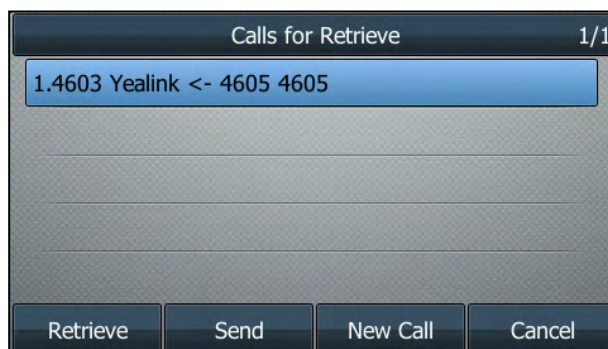 Calls for Retrieve 1/1
1.4603 Yealink <- 4605 4605
Retrieve Send New Call Cancel